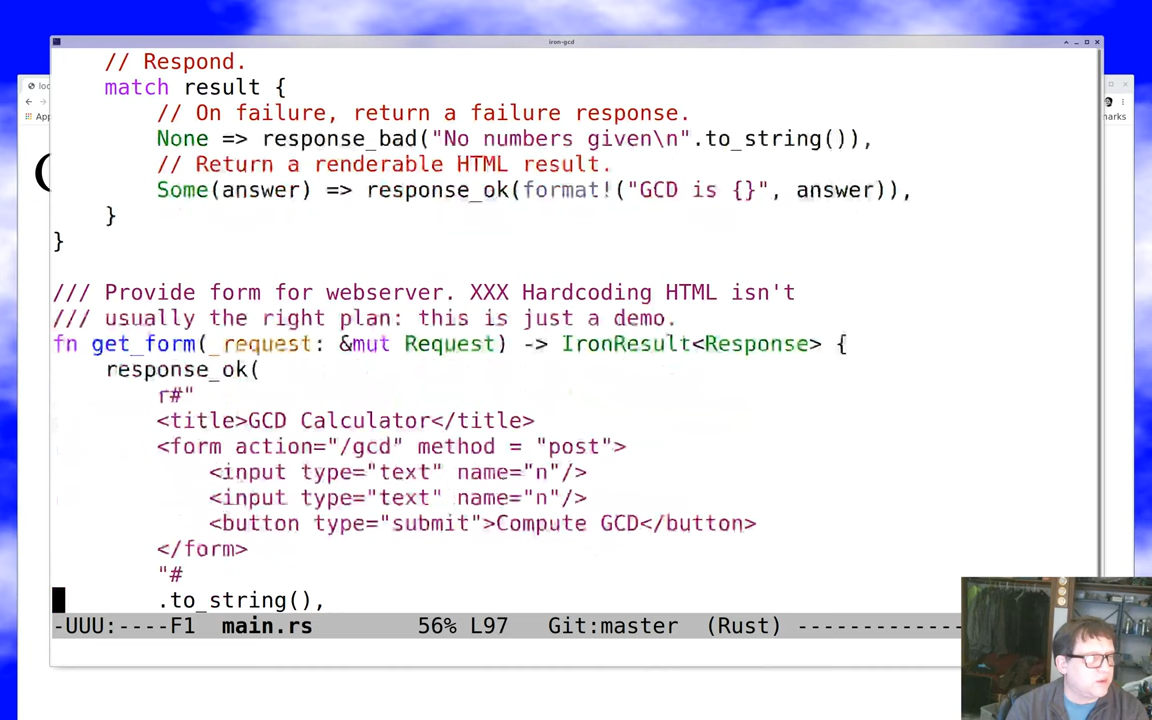 iron-gcd
// Respond.
match result {
// On failure, return a failure response.
None => response_bad("No numbers given\n".to_string()),
// Return a renderable HTML result.
Some(answer) => response_ok(format!("GCD is {}", answer)),
}
}
/// Provide form for webserver. XXX Hardcoding HTML isn't
/// usually the right plan: this is just a demo.
fn get_form(_request: &mut Request) -> IronResult<Response> {
response_ok(
r#"
<title>GCD Calculator</title>
<form action="/gcd" method = "post">
<input type="text" name="n"/>
<input type="text" name="n"/>
<button type="submit">Compute GCD</button>
</form>
"#
.to_string(),
-UUU:----F1  main.rs        56% L97   Git:master  (Rust) -------------